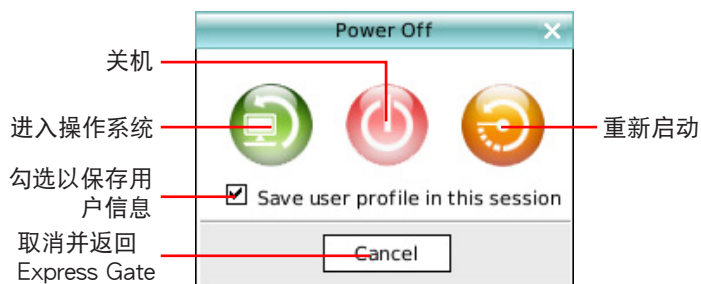 Power Off
关机
进入操作系统
重新启动
勾选以保存用
户信息
Save user profile in this session
取消并返回
Express Gate
Cancel